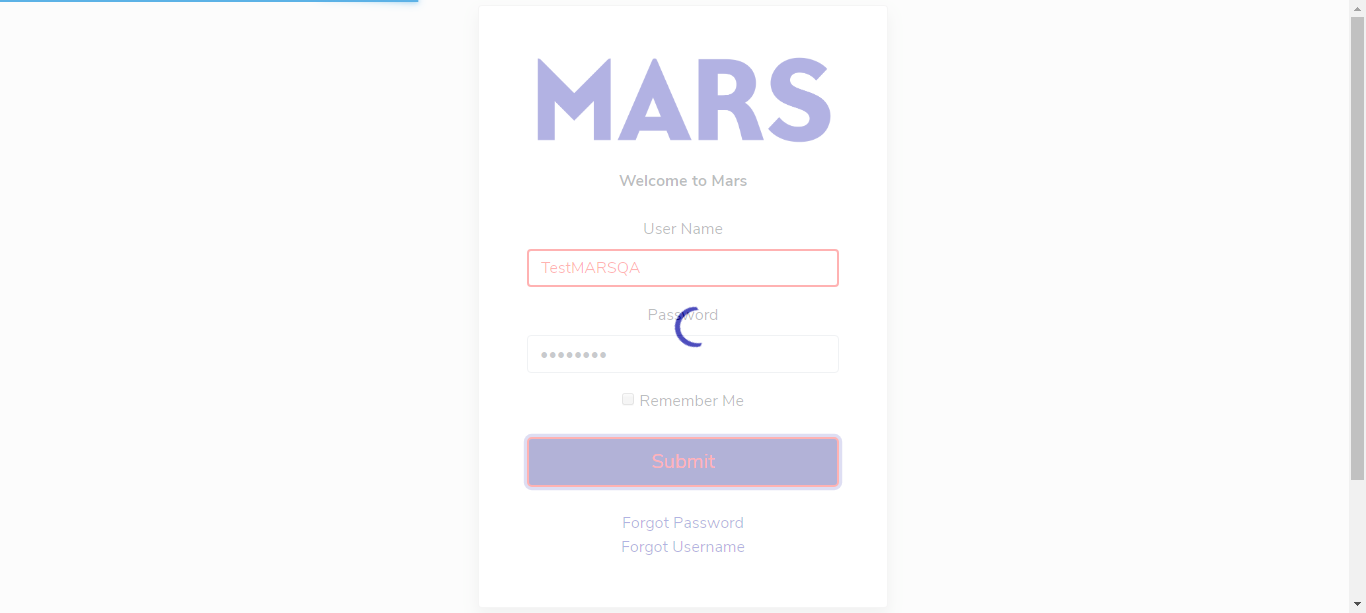 MARS
Welcome to Mars
User Name
TestMARSQA
Password
Remember Me
Submit
Forgot Password
Forgot Username